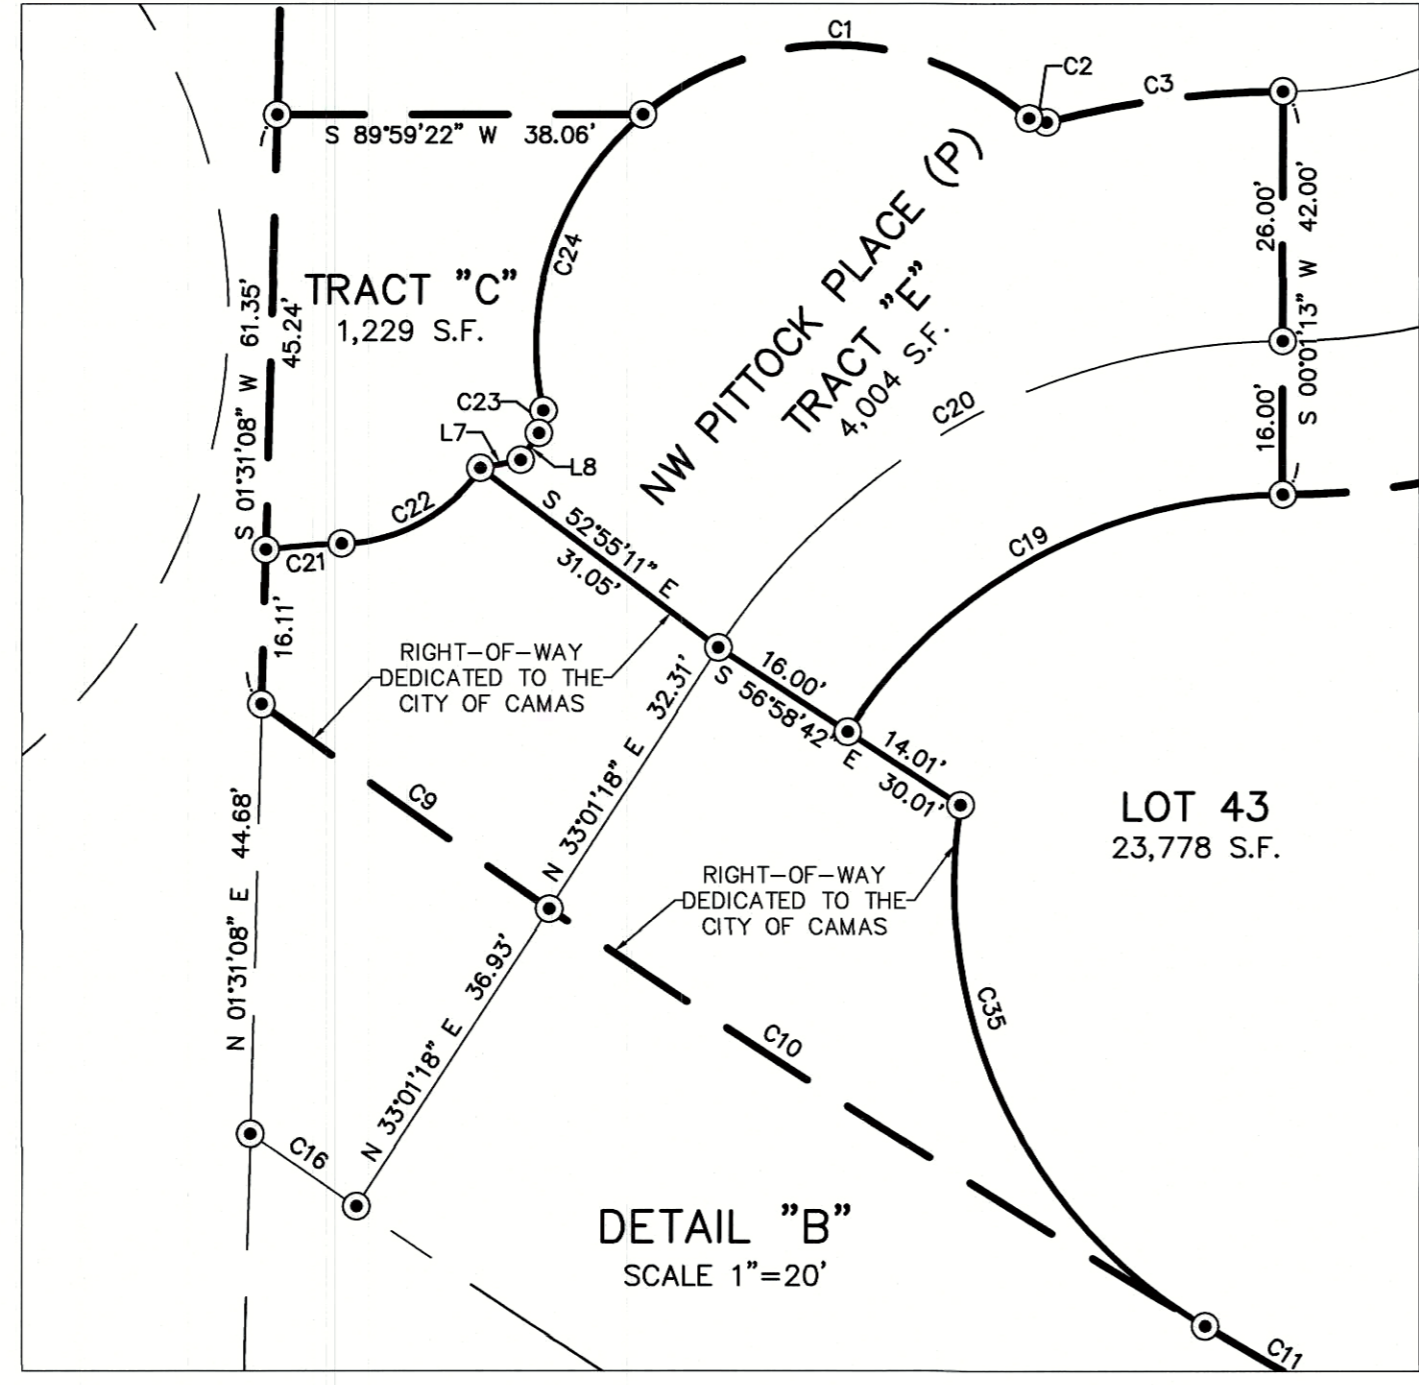 C1
C2
C3
S 89°59'22" W 38.06'
26.00'
42.00'
S 00°01'13" W
16.00'
C24
TRACT "C"
1,229 S.F.
NW PITTOCK PLACE (P)
TRACT "E"
4,004 S.F.
S 01°31'08" W 61.35'
45.24'
C23
L7
L8
C20
C22
C21
C19
S 52°55'11" E
31.05'
16.11'
RIGHT-OF-WAY
DEDICATED TO THE
CITY OF CAMAS
16.00'
S 56°58'42" E 30.01'
14.01'
N 33°01'18" E 32.31'
C9
LOT 43
23,778 S.F.
N 01°31'08" E 44.68'
RIGHT-OF-WAY
DEDICATED TO THE
CITY OF CAMAS
N 33°01'18" E 36.93'
C10
C35
C16
DETAIL "B"
SCALE 1"=20'
C11